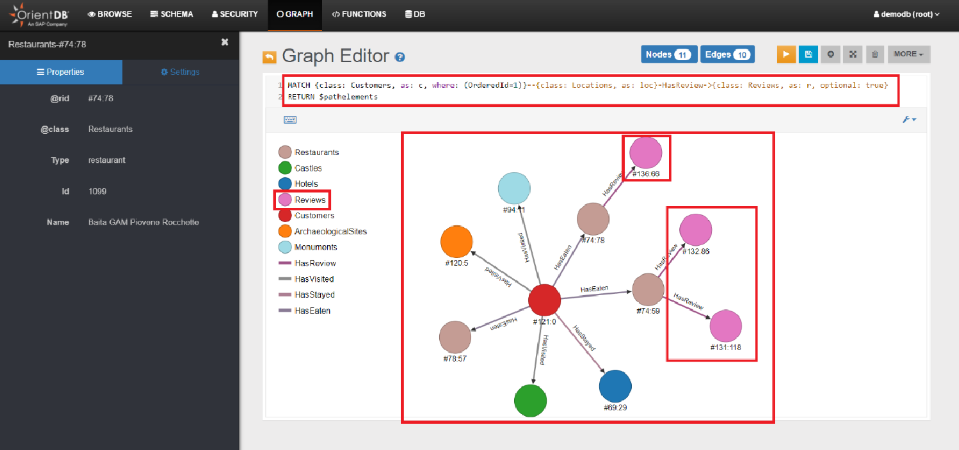 OrientDB®
An SAP Company
BROWSE
SCHEMA
SECURITY
GRAPH
FUNCTIONS
DB
demodb (root)
Restaurants-#74:78
Properties
Settings
@rid
#74:78
@class
Restaurants
Type
restaurant
Id
1099
Name
Baita GAM Piovene Rocchette
Graph Editor
Nodes 11
Edges 10
MORE
1 MATCH {class: Customers, as: c, where: (OrderedId=1)}--{class: Locations, as: loc}-HasReview->{class: Reviews, as: r, optional: true}
2 RETURN $pathelements
Restaurants
Castles
Hotels
Reviews
Customers
ArchaeologicalSites
Monuments
HasReview
HasVisited
HasStayed
HasEaten
#136:66
HasReview
#94:11
#74:78
#132:86
HasVisited
HasEaten
HasReview
#120:5
HasVisited
HasEaten
#74:59
HasReview
#121:0
#131:118
HasEaten
#78:57
HasVisited
HasStayed
#69:29